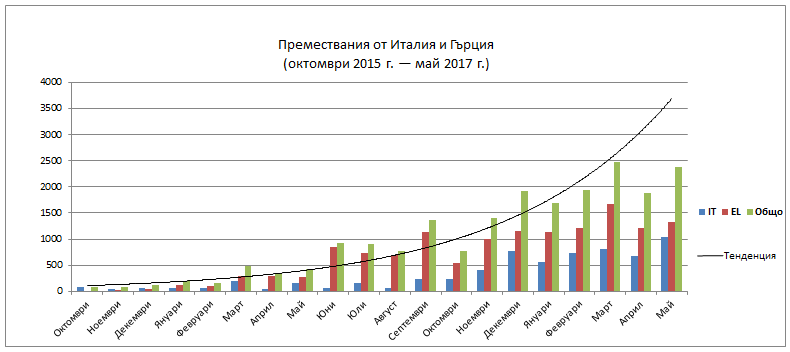 Премествания от Италия и Гърция
(октомври 2015 г. — май 2017 г.)
4000
3500
3000
2500
2000
1500
1000
500
0
Октомври
Ноември
Декември
Януари
Февруари
Март
Април
Май
Юни
Юли
Август
Септември
Октомври
Ноември
Декември
Януари
Февруари
Март
Април
Май
IT EL Общо
Тенденция